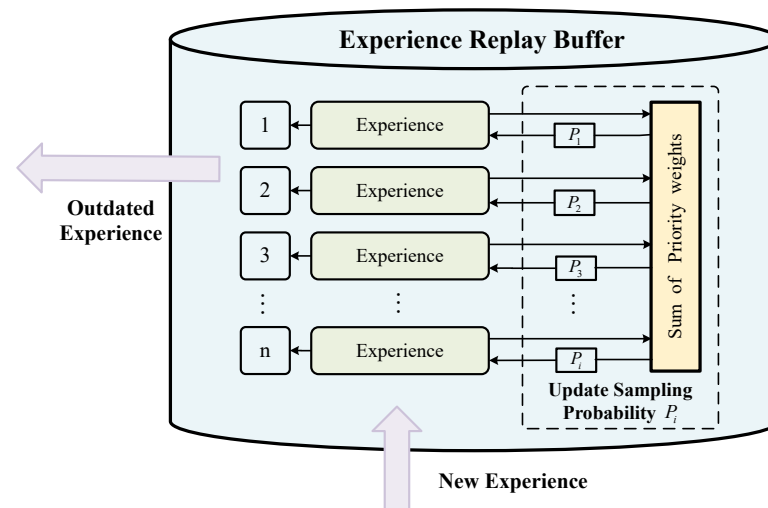 Experience Replay Buffer
1
Experience
P₁
2
Experience
P₂
3
Experience
P₃
⋮
⋮
⋮
n
Experience
Pᵢ
Sum of Priority weights
Update Sampling
Probability Pᵢ
Outdated
Experience
New Experience